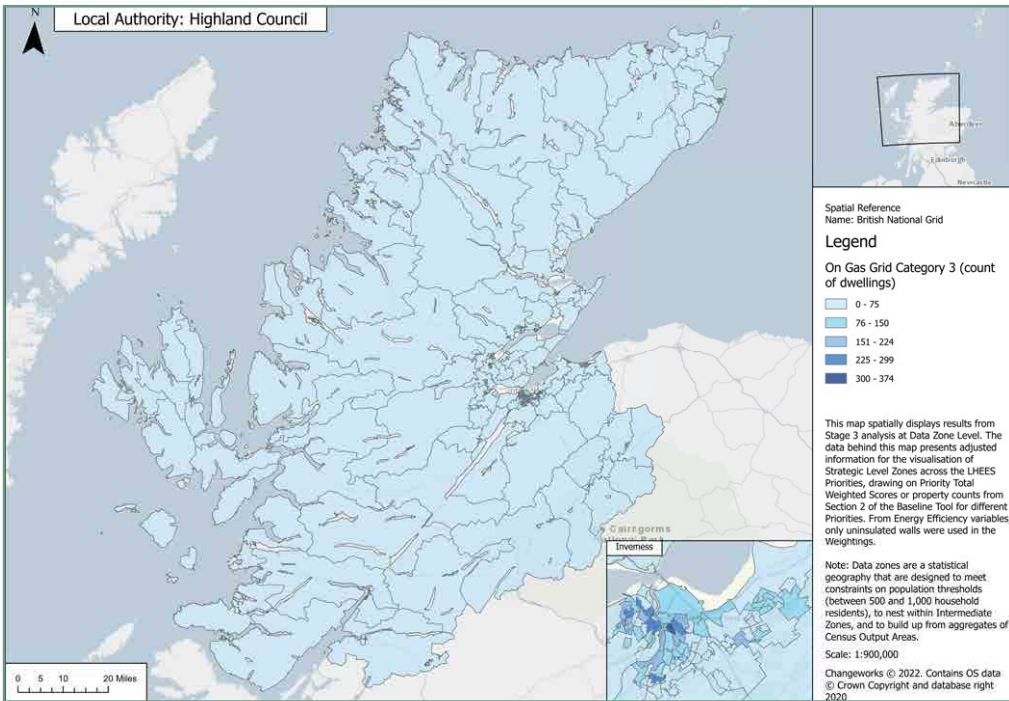 N
Local Authority: Highland Council
Aberdeen
Edinburgh
Newcastle
Spatial Reference
Name: British National Grid
Legend
On Gas Grid Category 3 (count
of dwellings)
0 - 75
76 - 150
151 - 224
225 - 299
300 - 374
This map spatially displays results from
Stage 3 analysis at Data Zone Level. The
data behind this map presents adjusted
information for the visualisation of
Strategic Level Zones across the LHEES
Priorities, drawing on Priority Total
Weighted Scores or property counts from
Section 2 of the Baseline Tool for different
Priorities. From Energy Efficiency variables,
only uninsulated walls were used in the
Weightings.
Note: Data zones are a statistical
geography that are designed to meet
constraints on population thresholds
(between 500 and 1,000 household
residents), to nest within Intermediate
Zones, and to build up from aggregates of
Census Output Areas.
Scale: 1:900,000
Changeworks © 2022. Contains OS data
© Crown Copyright and database right
2020
Cairngorms
Inverness
0 5 10 20 Miles